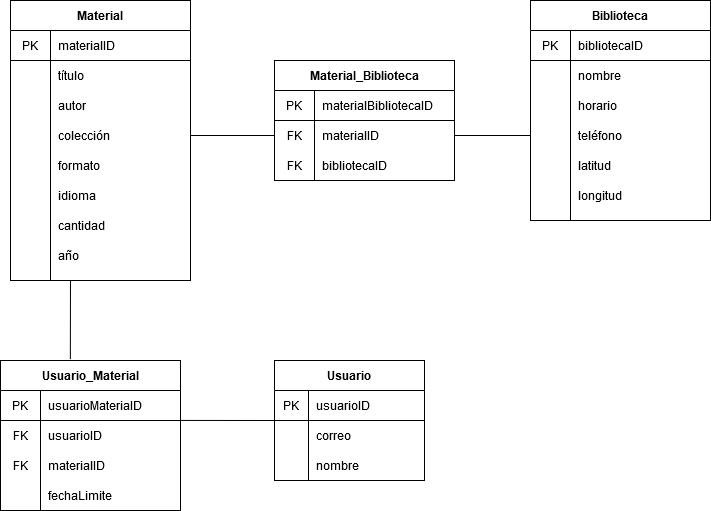 Material
PK materialID
título
autor
colección
formato
idioma
cantidad
año
Material_Biblioteca
PK materialBibliotecaID
FK materialID
FK bibliotecaID
Biblioteca
PK bibliotecaID
nombre
horario
teléfono
latitud
longitud
Usuario_Material
PK usuarioMaterialD
FK usuarioID
FK materialID
fechaLimite
Usuario
PK usuarioID
correo
nombre